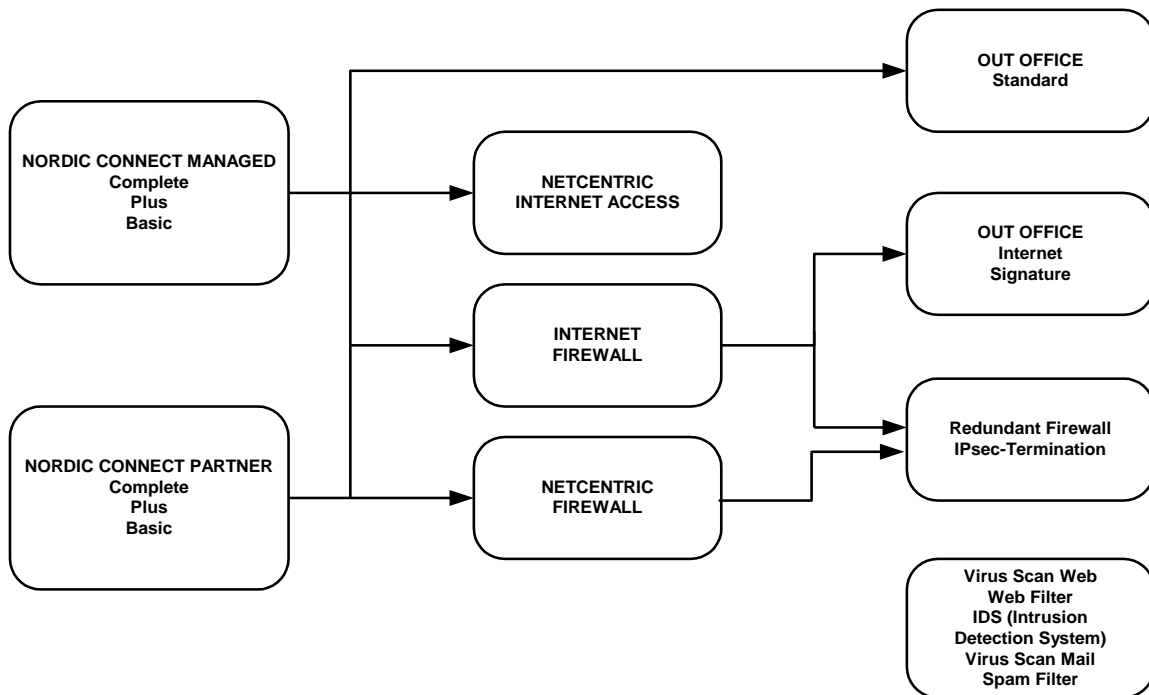 NORDIC CONNECT MANAGED
Complete
Plus
Basic
NORDIC CONNECT PARTNER
Complete
Plus
Basic
NETCENTRIC
INTERNET ACCESS
INTERNET
FIREWALL
NETCENTRIC
FIREWALL
OUT OFFICE
Standard
OUT OFFICE
Internet
Signature
Redundant Firewall
IPsec-Termination
Virus Scan Web
Web Filter
IDS (Intrusion
Detection System)
Virus Scan Mail
Spam Filter